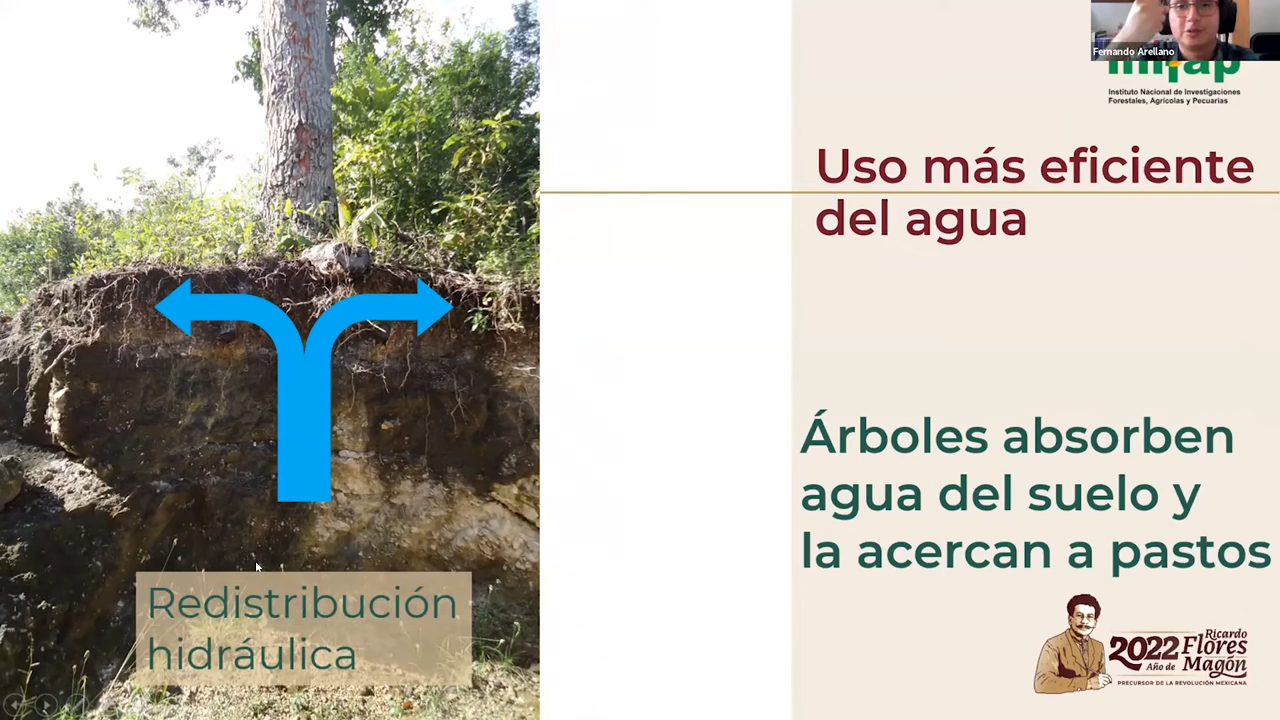 Fernando Arellano
Instituto Nacional de Investigaciones
Forestales, Agrícolas y Pecuarias
Uso más eficiente
del agua
Árboles absorben
agua del suelo y
la acercan a pastos
Redistribución
hidráulica
2022
Año de
Ricardo
Flores
Magón
PRECURSOR DE LA REVOLUCIÓN MEXICANA